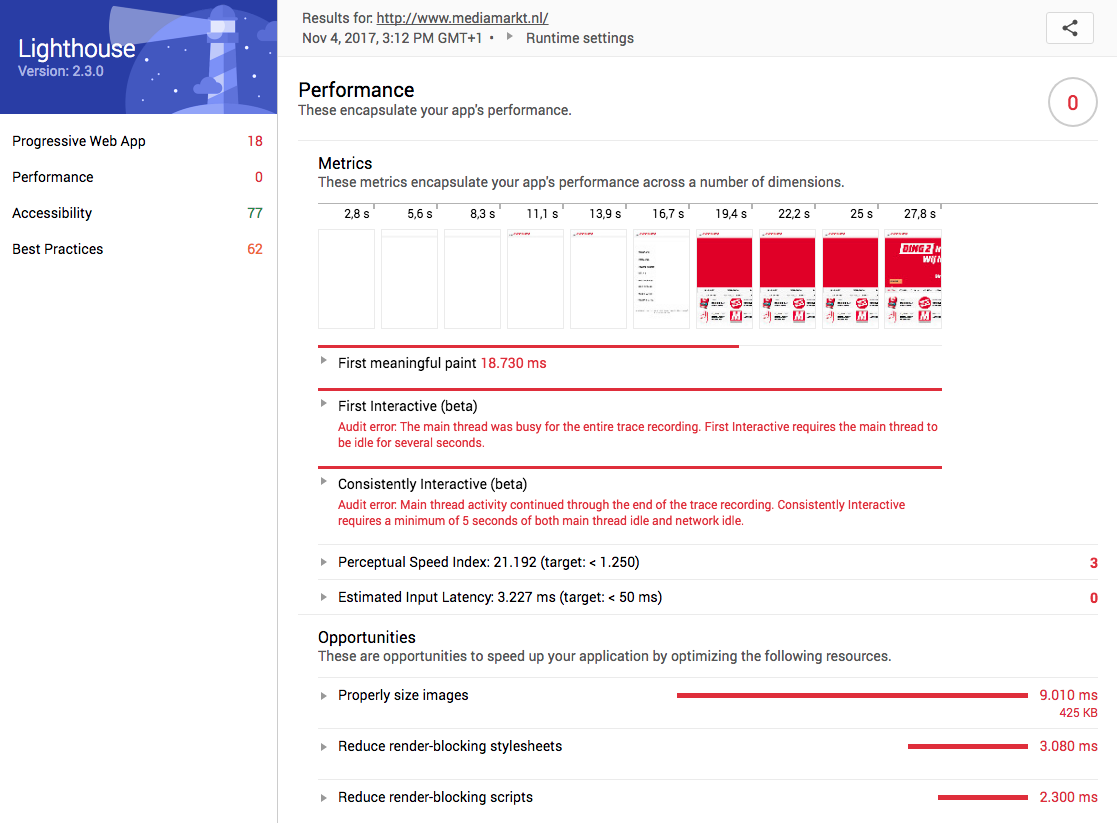 Lighthouse
Version: 2.3.0
Progressive Web App 18
Performance 0
Accessibility 77
Best Practices 62
Results for: http://www.mediamarkt.nl/
Nov 4, 2017, 3:12 PM GMT+1 • Runtime settings
Performance
These encapsulate your app's performance.
0
Metrics
These metrics encapsulate your app's performance across a number of dimensions.
2,8 s 5,6 s 8,3 s 11,1 s 13,9 s 16,7 s 19,4 s 22,2 s 25 s 27,8 s
DING 2
First meaningful paint 18.730 ms
First Interactive (beta)
Audit error: The main thread was busy for the entire trace recording. First Interactive requires the main thread to
be idle for several seconds.
Consistently Interactive (beta)
Audit error: Main thread activity continued through the end of the trace recording. Consistently Interactive
requires a minimum of 5 seconds of both main thread idle and network idle.
Perceptual Speed Index: 21.192 (target: < 1.250) 3
Estimated Input Latency: 3.227 ms (target: < 50 ms) 0
Opportunities
These are opportunities to speed up your application by optimizing the following resources.
Properly size images 9.010 ms
425 KB
Reduce render-blocking stylesheets 3.080 ms
Reduce render-blocking scripts 2.300 ms